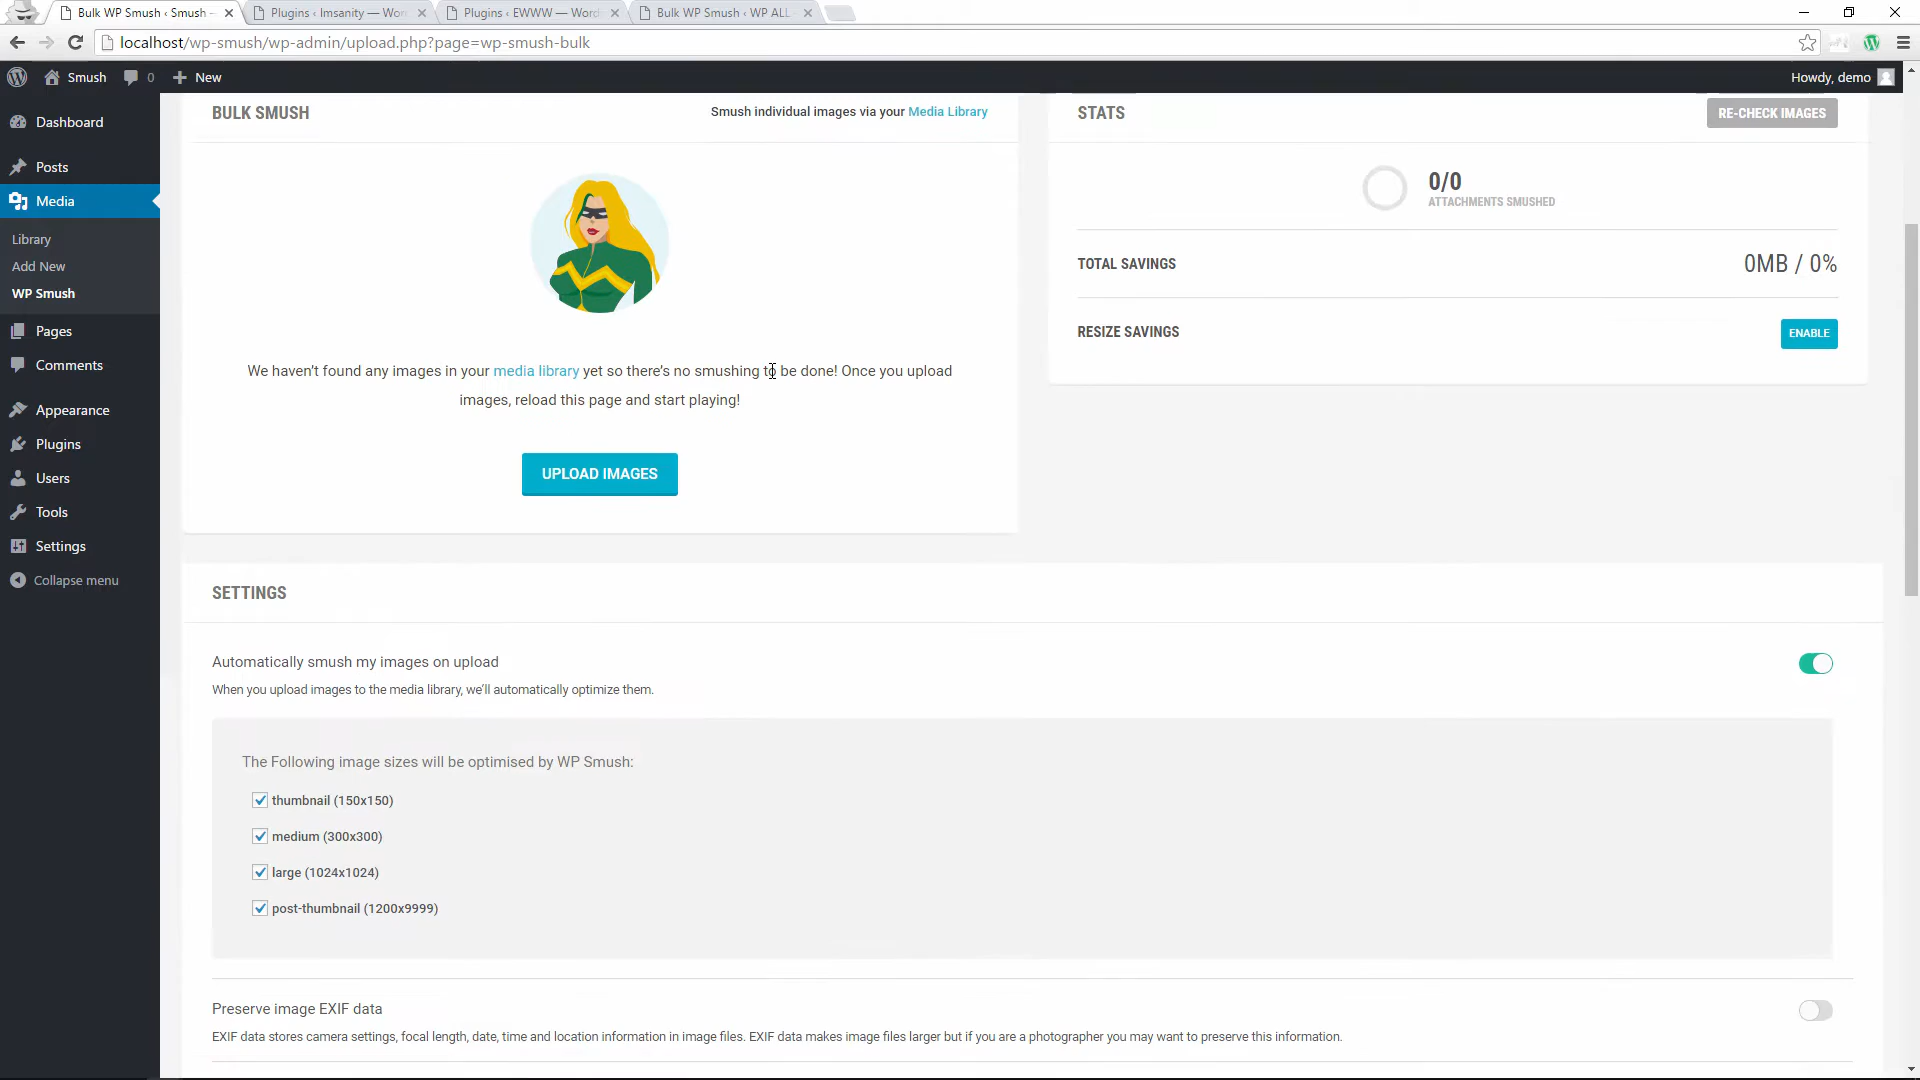 Bulk WP Smush ‹ Smush —
Plugins ‹ Imsanity — Wor
Plugins ‹ EWWW — Word
Bulk WP Smush ‹ WP ALL
localhost/wp-smush/wp-admin/upload.php?page=wp-smush-bulk
Smush
0
New
Howdy, demo
Dashboard
Posts
Media
Library
Add New
WP Smush
Pages
Comments
Appearance
Plugins
Users
Tools
Settings
Collapse menu
BULK SMUSH
Smush individual images via your Media Library
We haven't found any images in your media library yet so there's no smushing to be done! Once you upload
images, reload this page and start playing!
UPLOAD IMAGES
STATS
RE-CHECK IMAGES
0/0
ATTACHMENTS SMUSHED
TOTAL SAVINGS
0MB / 0%
RESIZE SAVINGS
ENABLE
SETTINGS
Automatically smush my images on upload
When you upload images to the media library, we'll automatically optimize them.
The Following image sizes will be optimised by WP Smush:
thumbnail (150x150)
medium (300x300)
large (1024x1024)
post-thumbnail (1200x9999)
Preserve image EXIF data
EXIF data stores camera settings, focal length, date, time and location information in image files. EXIF data makes image files larger but if you are a photographer you may want to preserve this information.